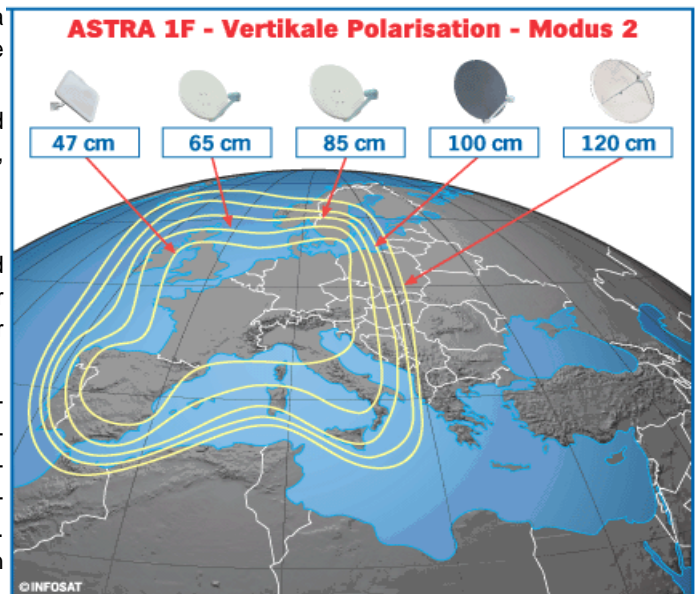 ASTRA 1F - Vertikale Polarisation - Modus 2
47 cm
65 cm
85 cm
100 cm
120 cm
©INFOSAT